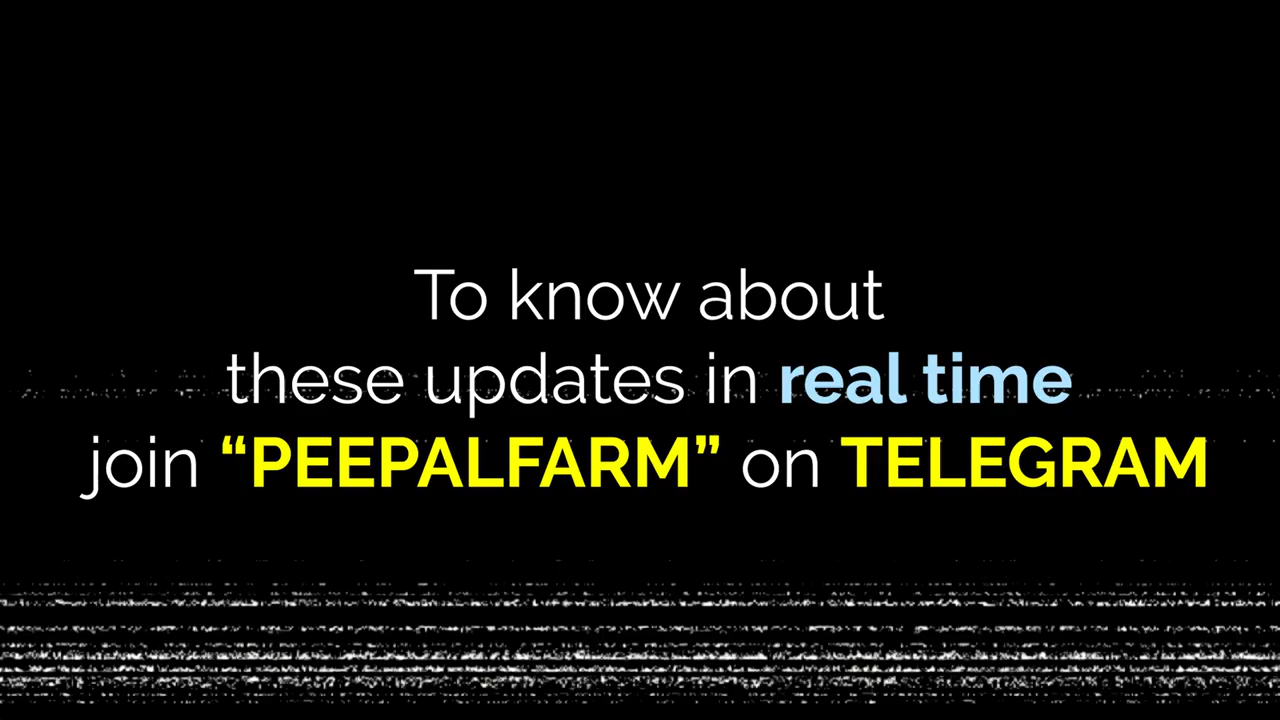 To know about
these updates in real time
join “PEEPALFARM” on TELEGRAM